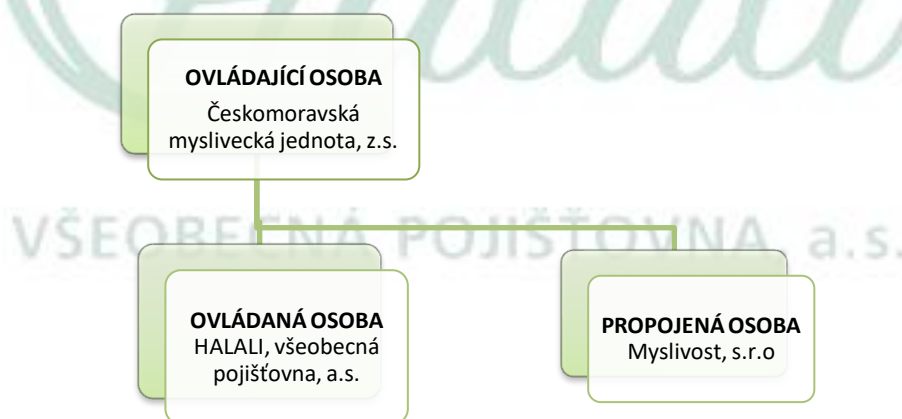 OVLÁDAJÍCÍ OSOBA
Českomoravská
myslivecká jednota, z.s.
VŠEOBECNÁ POJIŠŤOVNA, a.s.
OVLÁDANÁ OSOBA
HALALI, všeobecná
pojišťovna, a.s.
PROPOJENÁ OSOBA
Myslivost, s.r.o